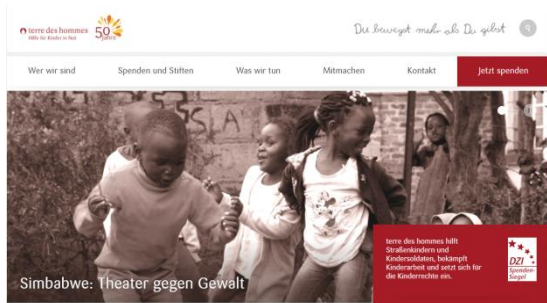 terre des hommes
Hilfe für Kinder in Not
50
Jahre
Du bewegst mehr als Du gibst
Wer wir sind
Spenden und Stiften
Was wir tun
Mitmachen
Kontakt
Jetzt spenden
SLA
terre des hommes hilft
Straßenkindern und
Kindersoldaten, bekämpft
Kinderarbeit und setzt sich für
die Kinderrechte ein.
DZI
Spenden-
Siegel
Simbabwe: Theater gegen Gewalt